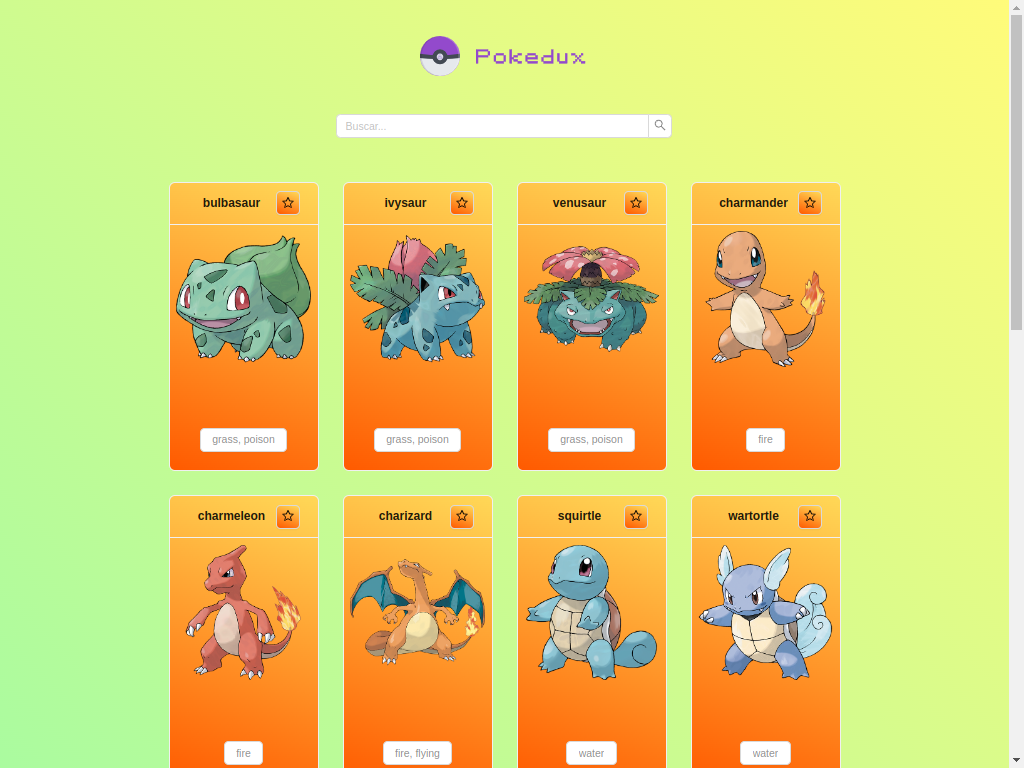 Pokedux
Buscar...
bulbasaur
ivysaur
venusaur
charmander
grass, poison
grass, poison
grass, poison
fire
charmeleon
charizard
squirtle
wartortle
fire
fire, flying
water
water